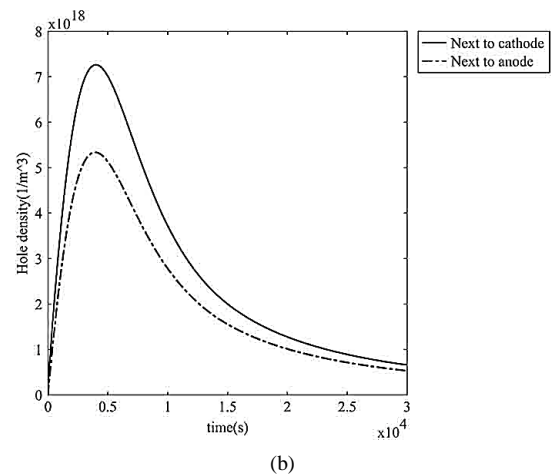 x10^18
Next to cathode
Next to anode
8
7
6
5
4
3
2
1
0
Hole density(1/m^3)
0 0.5 1 1.5 2 2.5 3
time(s)
x10^4
(b)